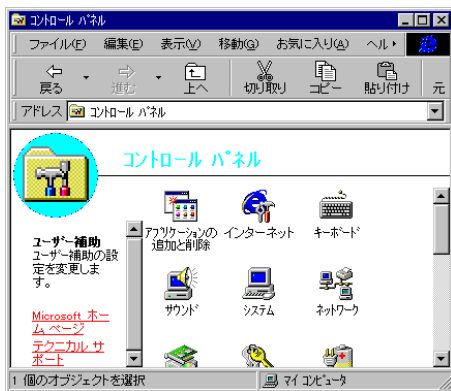 コントロール パネル
ファイル(F) 編集(E) 表示(V) 移動(G) お気に入り(A) ヘル
戻る 進む 上へ 切り取り コピー 貼り付け 元
アドレス コントロール パネル
コントロール パネル
ユーザー補助
ユーザー補助の設
定を変更しま
す。
Microsoft ホー
ム ページ
テクニカル サ
ポート
アプリケーションの
追加と削除
インターネット
キーボード
サウンド
システム
ネットワーク
1 個のオブジェクトを選択 マイ コンピュータ